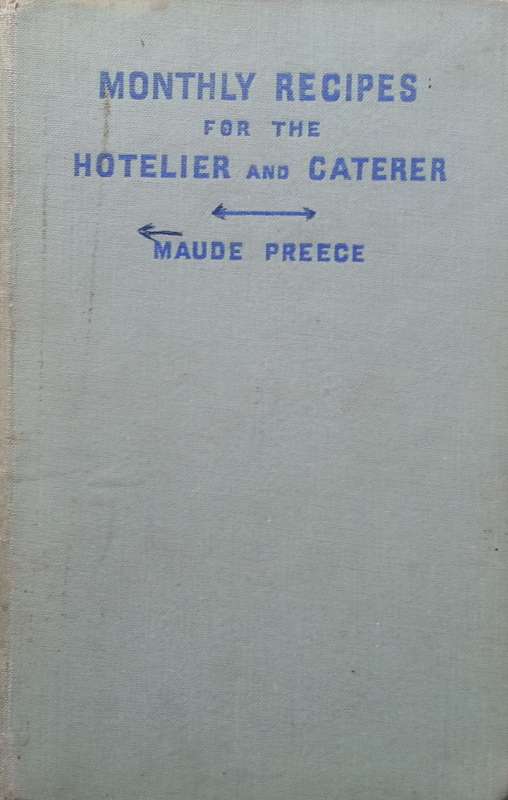 MONTHLY RECIPES
FOR THE
HOTELIER AND CATERER
MAUDE PREECE